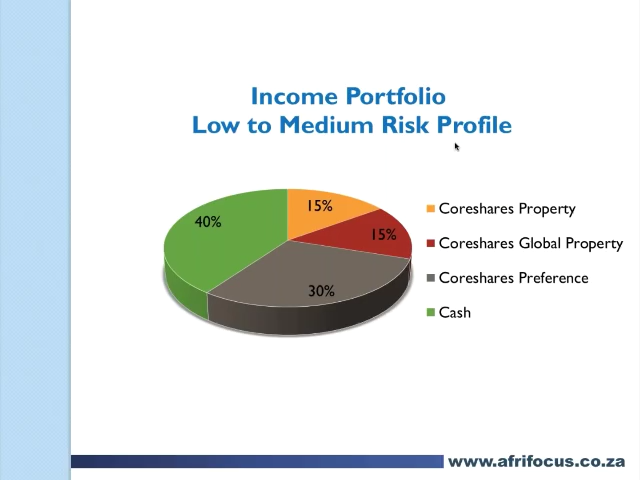 Income Portfolio
Low to Medium Risk Profile
15%
40%
15%
30%
Coreshares Property
Coreshares Global Property
Coreshares Preference
Cash
www.afrifocus.co.za